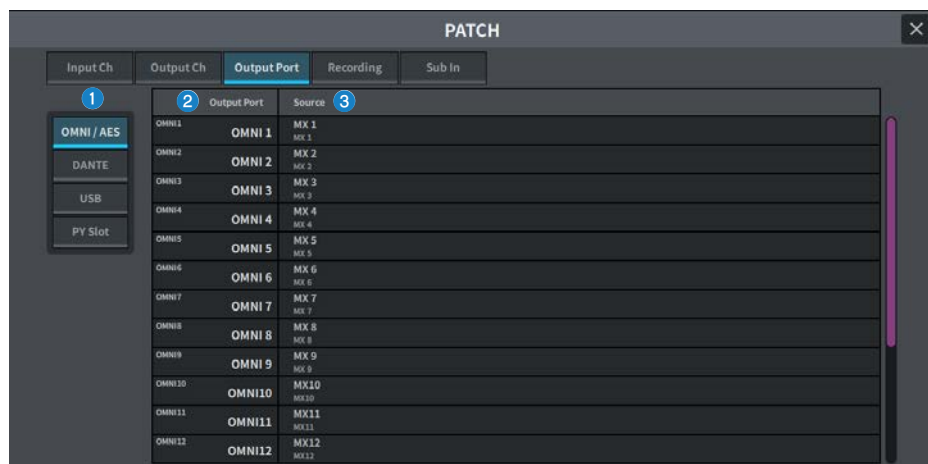 PATCH
Input Ch Output Ch Output Port Recording Sub In
1 2 Output Port Source 3
OMNI / AES
DANTE
USB
PY Slot
OMNI1 OMNI 1 MX 1
MX 1
OMNI2 OMNI 2 MX 2
MX 2
OMNI3 OMNI 3 MX 3
MX 3
OMNI4 OMNI 4 MX 4
MX 4
OMNI5 OMNI 5 MX 5
MX 5
OMNI6 OMNI 6 MX 6
MX 6
OMNI7 OMNI 7 MX 7
MX 7
OMNI8 OMNI 8 MX 8
MX 8
OMNI9 OMNI 9 MX 9
MX 9
OMNI10 OMNI10 MX10
MX10
OMNI11 OMNI11 MX11
MX11
OMNI12 OMNI12 MX12
MX12